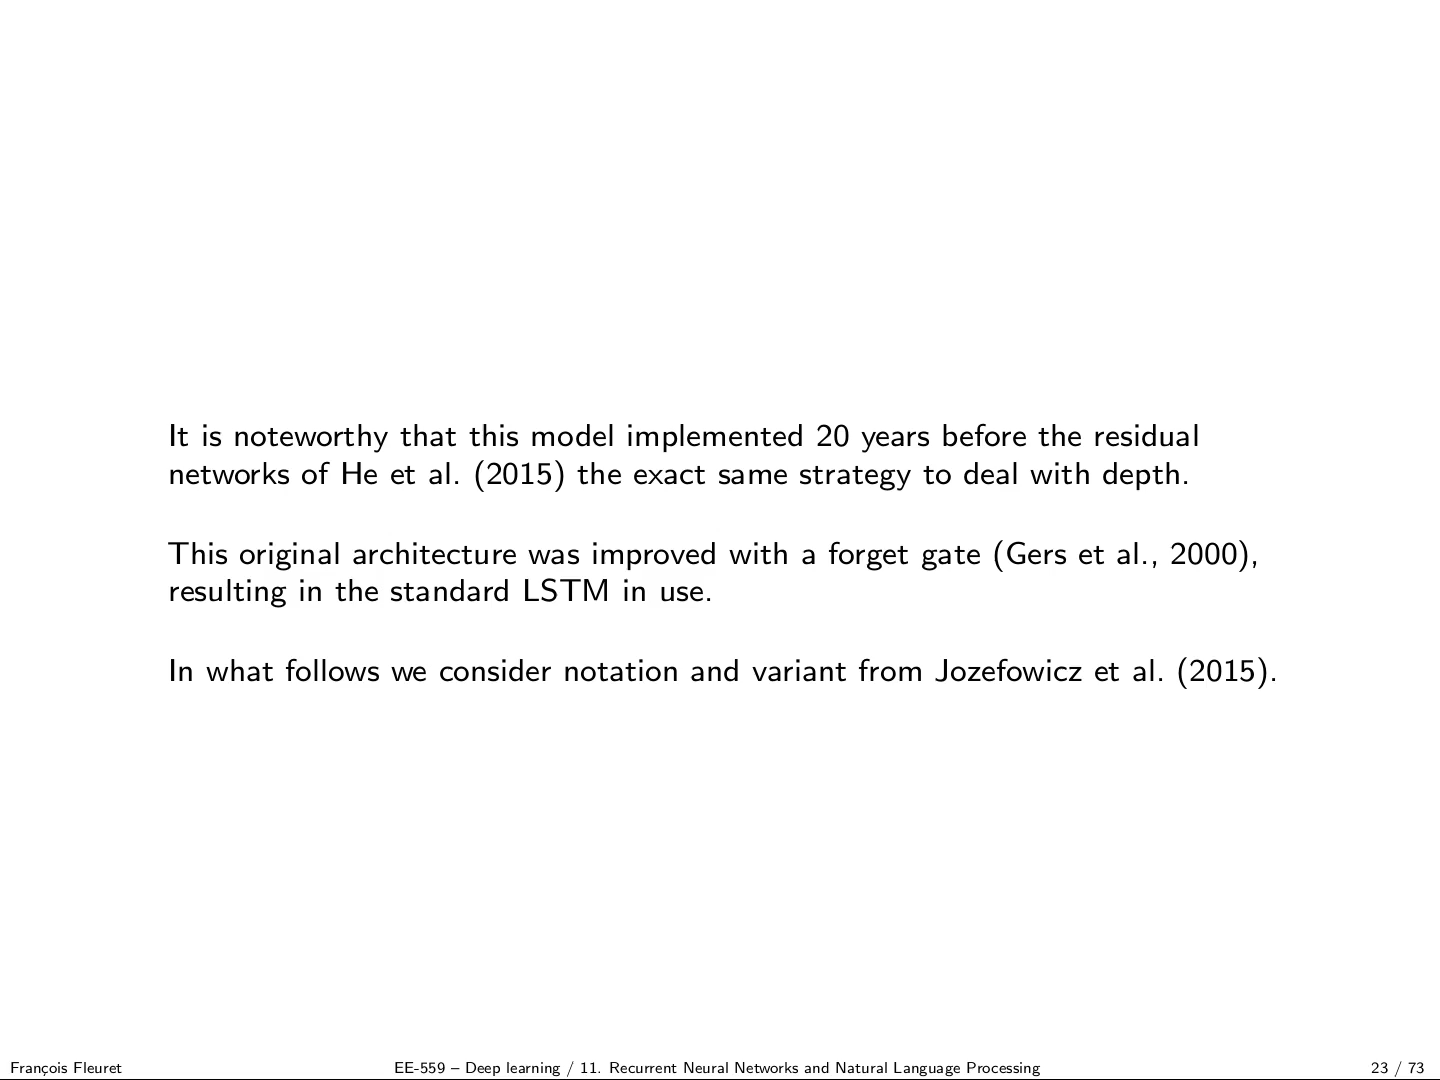 It is noteworthy that this model implemented 20 years before the residual
networks of He et al. (2015) the exact same strategy to deal with depth.
This original architecture was improved with a forget gate (Gers et al., 2000),
resulting in the standard LSTM in use.
In what follows we consider notation and variant from Jozefowicz et al. (2015).
François Fleuret
EE-559 – Deep learning / 11. Recurrent Neural Networks and Natural Language Processing
23 / 73